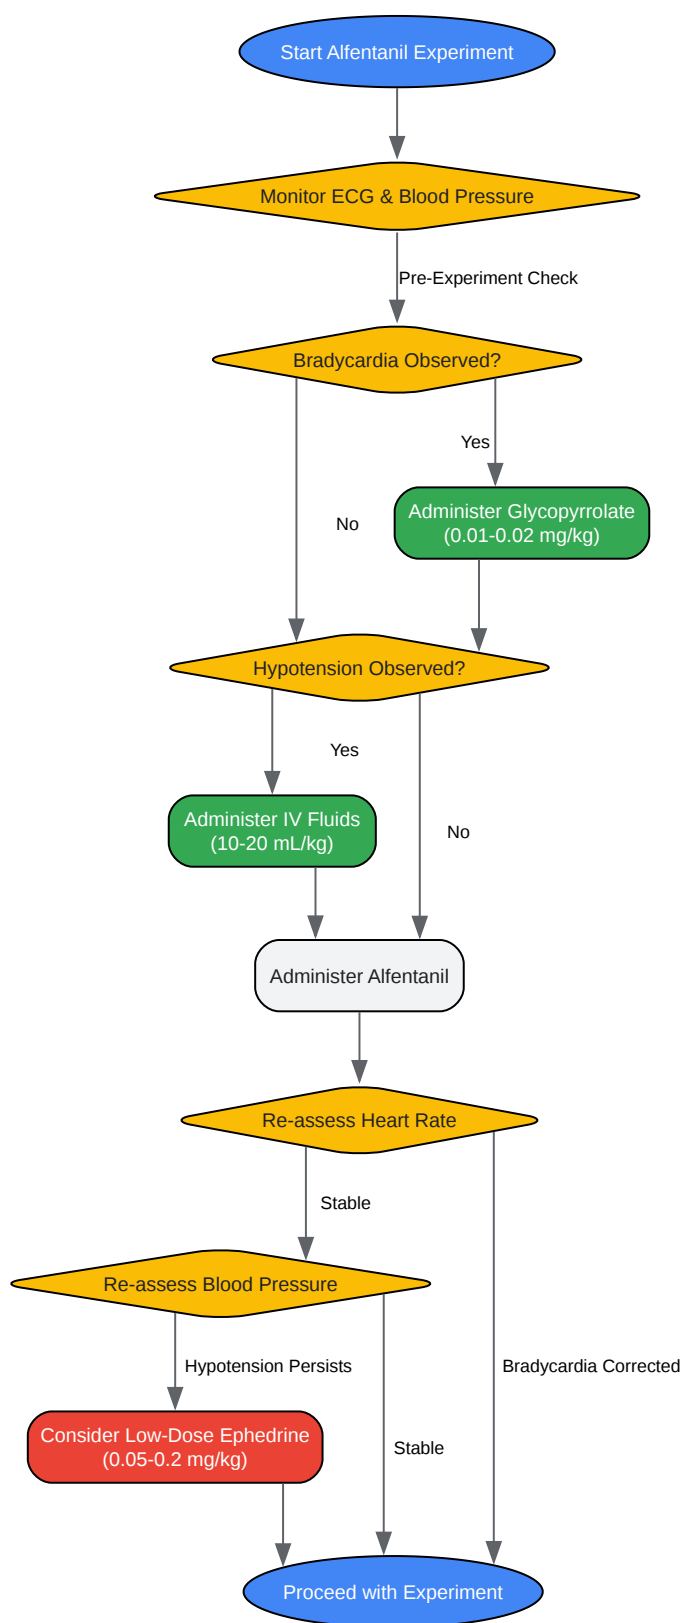 Start Alfentanil Experiment
Monitor ECG & Blood Pressure
Pre-Experiment Check
Bradycardia Observed?
Yes
Administer Glycopyrrolate
(0.01-0.02 mg/kg)
No
Hypotension Observed?
Yes
Administer IV Fluids
(10-20 mL/kg)
No
Administer Alfentanil
Re-assess Heart Rate
Stable
Re-assess Blood Pressure
Hypotension Persists
Bradycardia Corrected
Consider Low-Dose Ephedrine
(0.05-0.2 mg/kg)
Stable
Proceed with Experiment